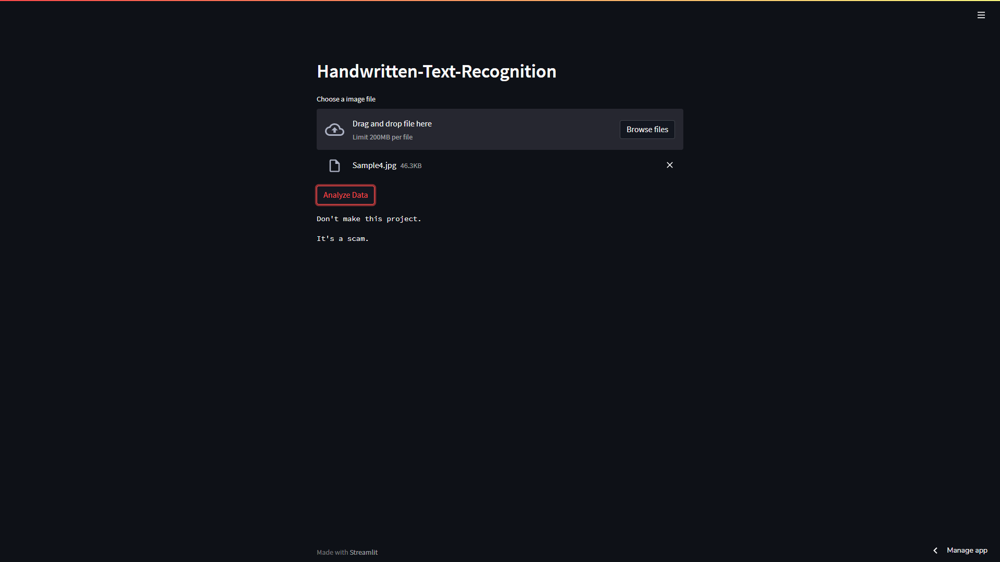 Handwritten-Text-Recognition
Choose a image file
Drag and drop file here
Limit 200MB per file
Browse files
Sample4.jpg 46.3KB
Analyze Data
Don't make this project.
It's a scam.
Made with Streamlit
Manage app